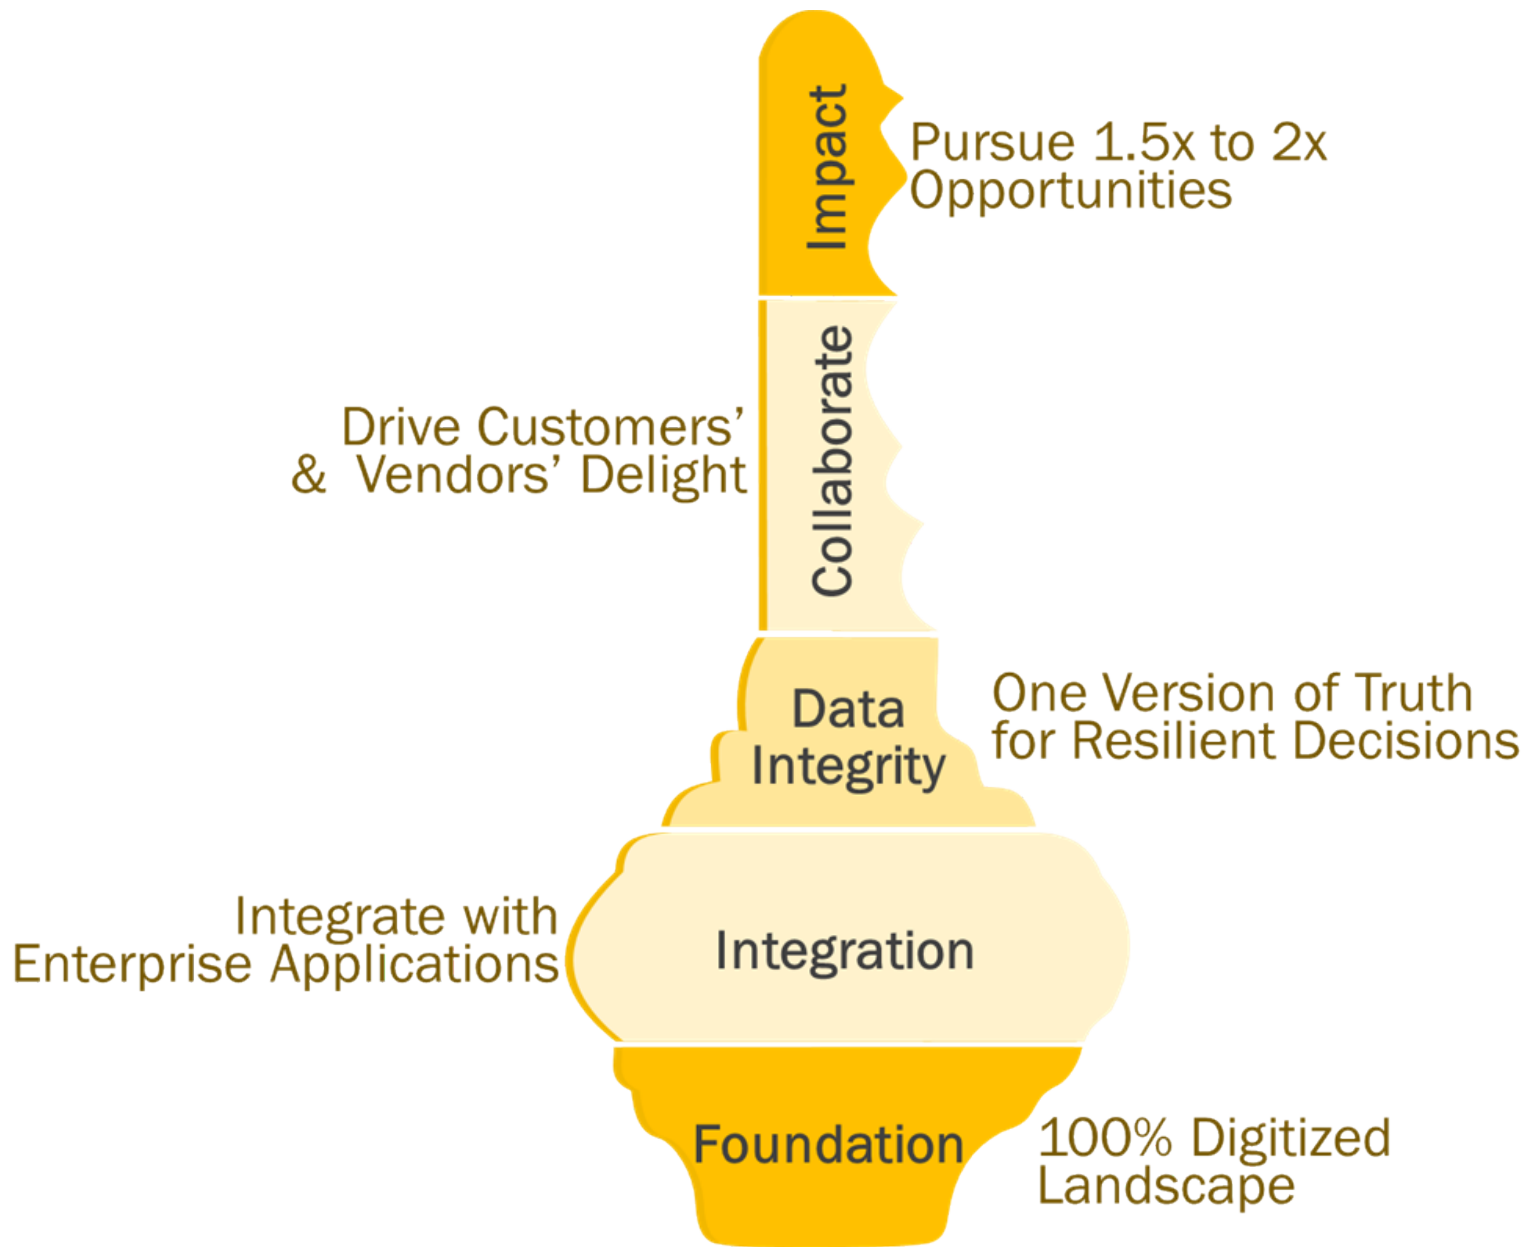 Impact
Pursue 1.5x to 2x
Opportunities
Collaborate
Drive Customers’
& Vendors’ Delight
Data
Integrity
One Version of Truth
for Resilient Decisions
Integration
Integrate with
Enterprise Applications
Foundation
100% Digitized
Landscape